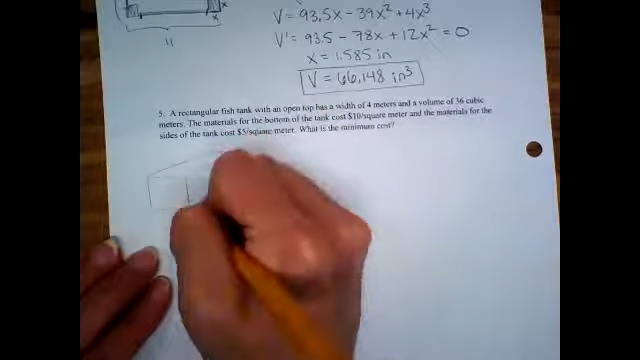 V = 93.5x - 39x² + 4x³
x
x
11
V' = 93.5 - 78x + 12x² = 0
x = 1.585 in
V = 66.148 in³
5. A rectangular fish tank with an open top has a width of 4 meters and a volume of 36 cubic
meters. The materials for the bottom of the tank cost $10/square meter and the materials for the
sides of the tank cost $5/square meter. What is the minimum cost?